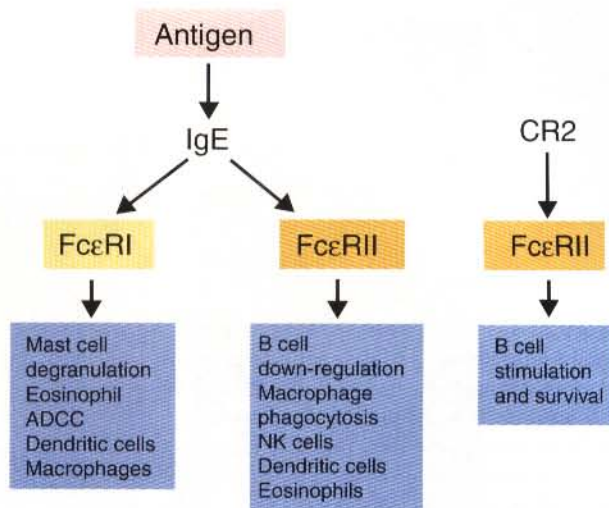 Antigen
IgE
CR2
FcεRI
FcεRII
FcεRII
Mast cell
degranulation
Eosinophil
ADCC
Dendritic cells
Macrophages
B cell
down-regulation
Macrophage
phagocytosis
NK cells
Dendritic cells
Eosinophils
B cell
stimulation
and survival